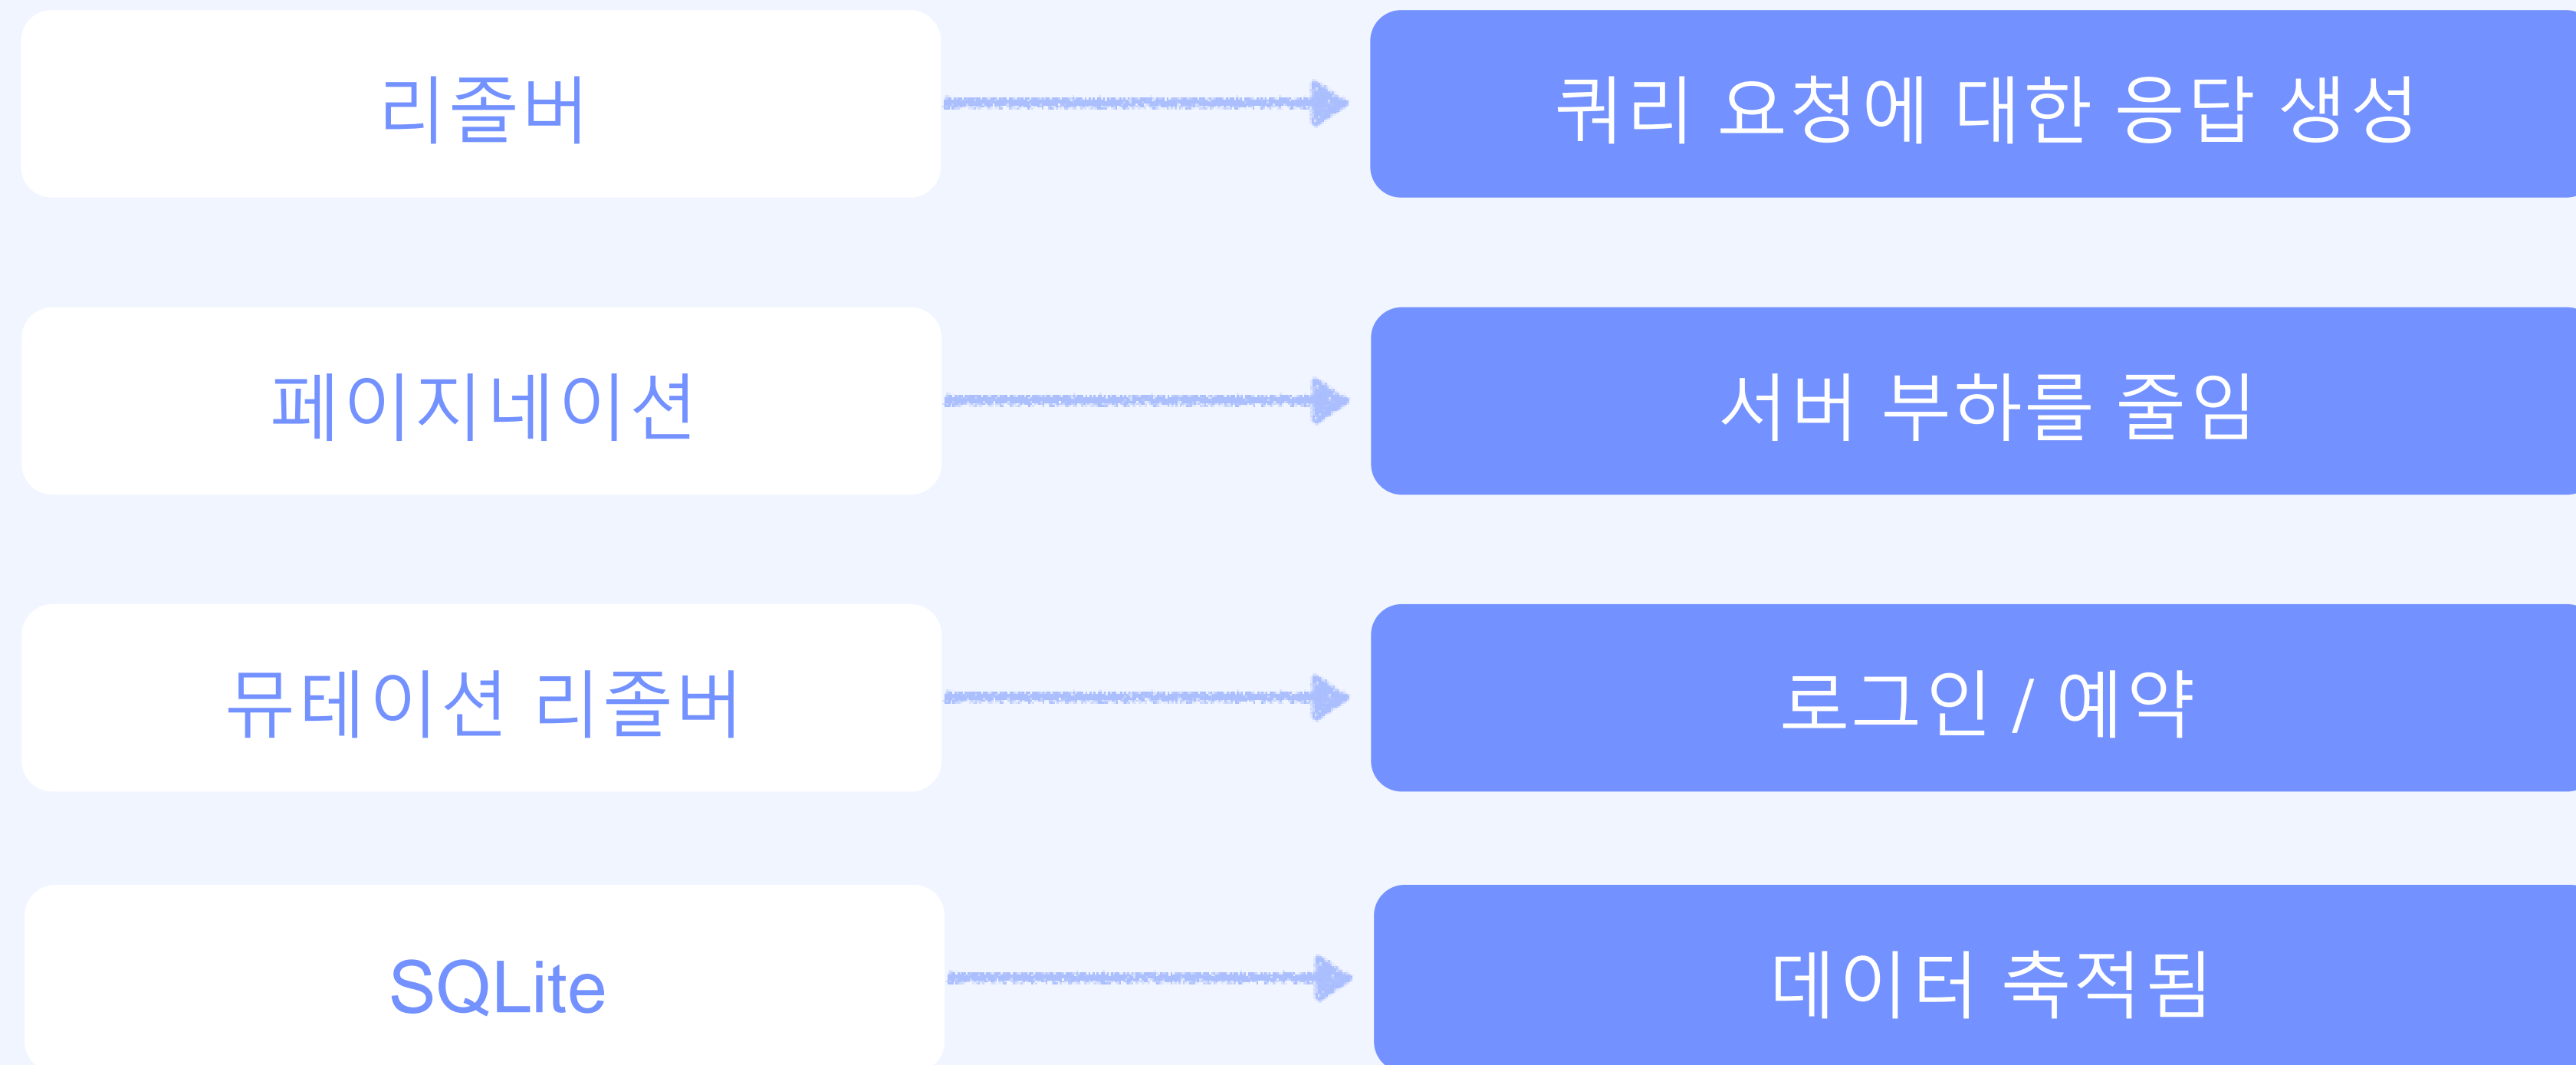 리졸버
쿼리 요청에 대한 응답 생성
페이지네이션
서버 부하를 줄임
뮤테이션 리졸버
로그인 / 예약
SQLite
데이터 축적됨